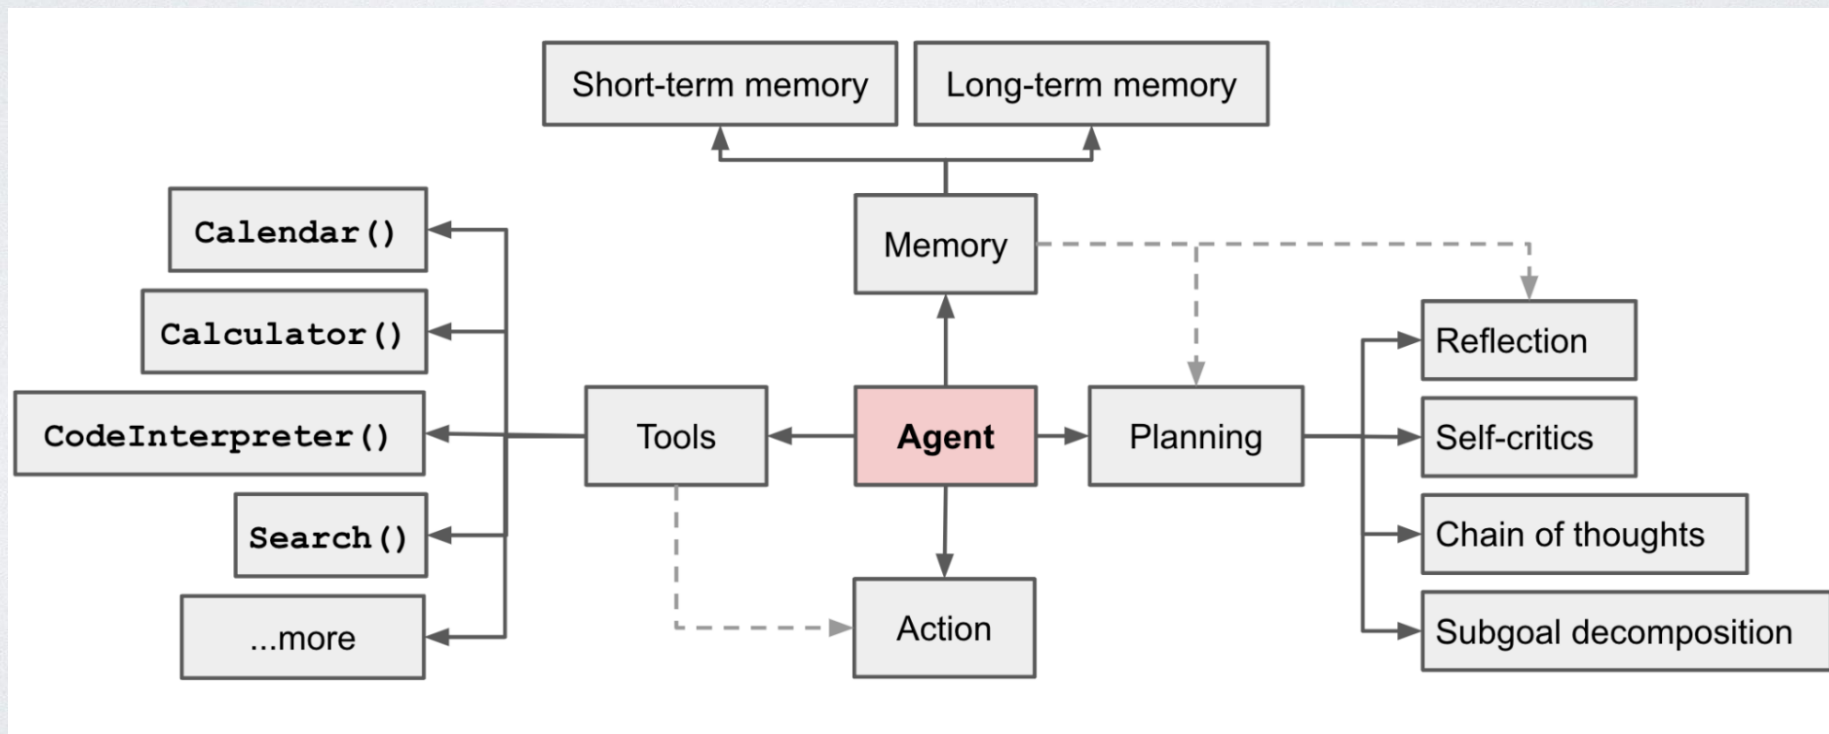 Short-term memory
Long-term memory
Calendar()
Memory
Calculator()
Reflection
CodeInterpreter()
Tools
Agent
Planning
Self-critics
Search()
Chain of thoughts
...more
Action
Subgoal decomposition